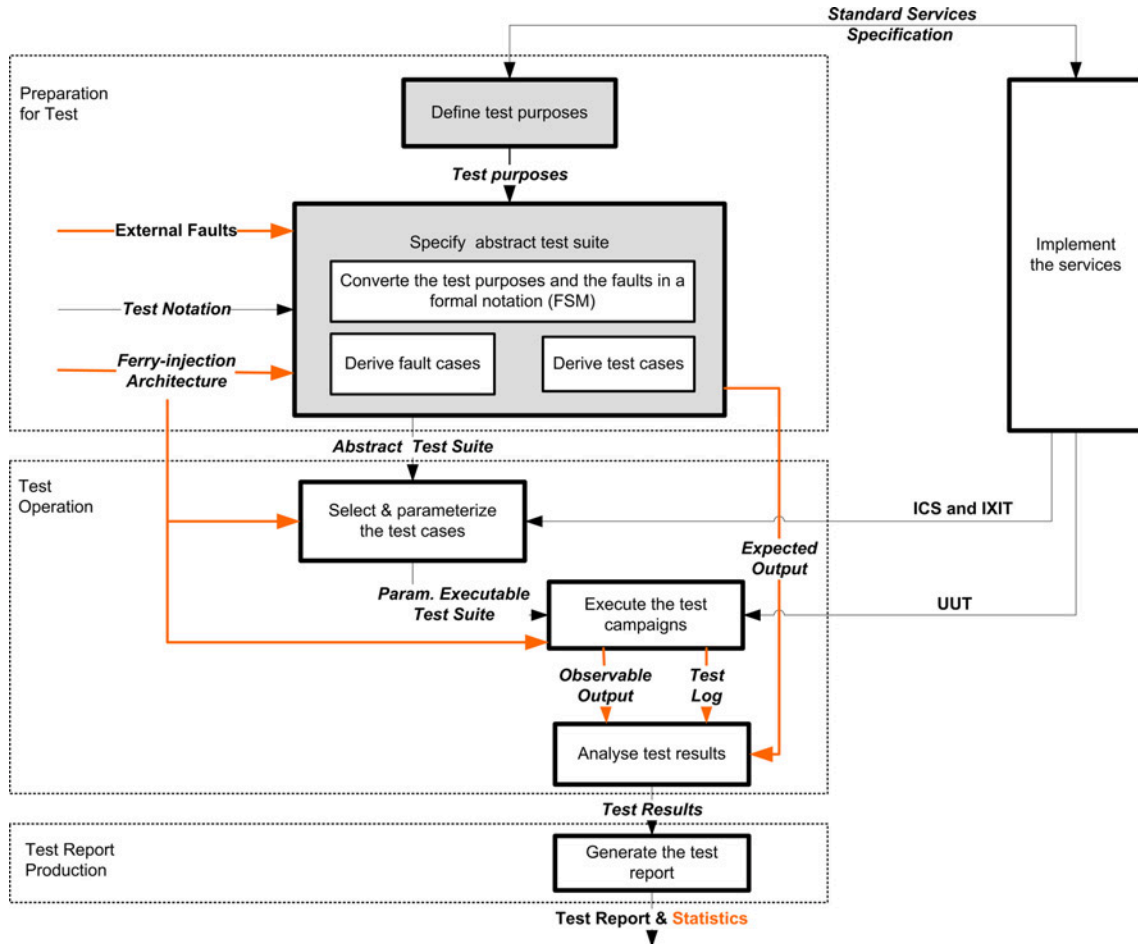 Standard Services
Specification
Preparation
for Test
Define test purposes
Test purposes
External Faults
Specify abstract test suite
Implement
the services
Converte the test purposes and the faults in a
formal notation (FSM)
Test Notation
Derive fault cases
Derive test cases
Ferry-injection
Architecture
Abstract Test Suite
Test
Operation
Select & parameterize
the test cases
ICS and IXIT
Expected
Output
Param. Executable
Test Suite
Execute the test
campaigns
UUT
Observable
Output
Test
Log
Analyse test results
Test Results
Test Report
Production
Generate the test
report
Test Report & Statistics